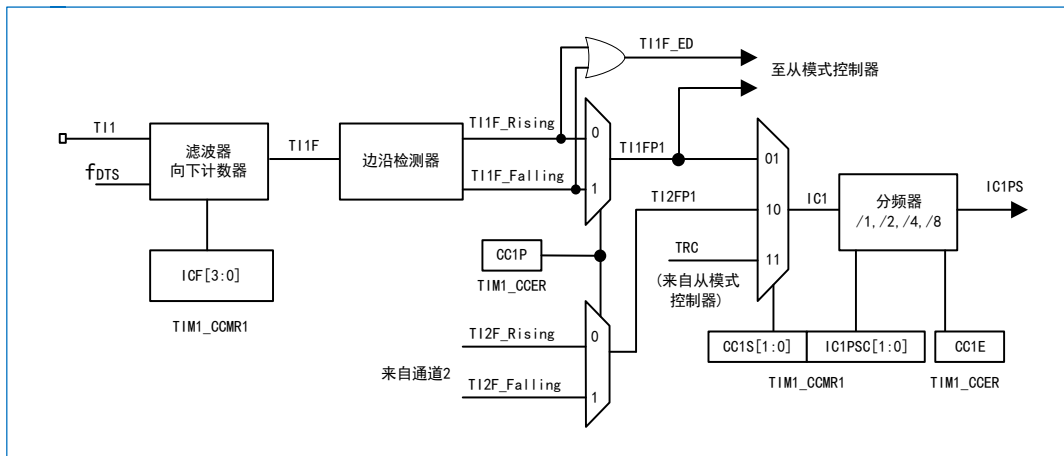 TI1F_ED
至从模式控制器
TI1
fDTS
滤波器
向下计数器
TI1F
边沿检测器
TI1F_Rising
TI1F_Falling
0
1
TI1FP1
TI2FP1
01
10
11
IC1
分频器
/1,/2,/4,/8
IC1PS
ICF[3:0]
TIM1_CCMR1
CC1P
TIM1_CCER
TRC
(来自从模式
控制器)
来自通道2
TI2F_Rising
TI2F_Falling
0
1
CC1S[1:0]
IC1PSC[1:0]
CC1E
TIM1_CCMR1
TIM1_CCER